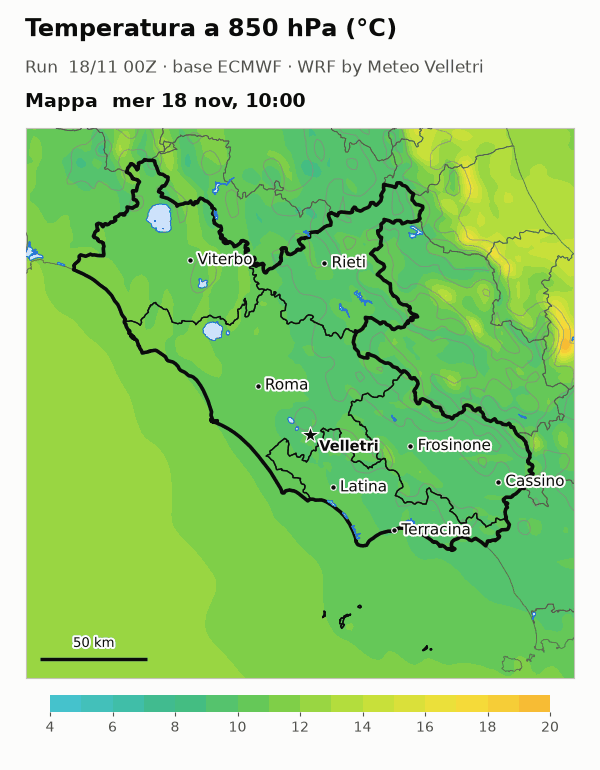 Temperatura a 850 hPa (°C)
Run  18/11 00Z · base ECMWF · WRF by Meteo Velletri
Mappa  mer 18 nov, 10:00
Viterbo
Rieti
Roma
Velletri
Frosinone
Latina
Cassino
Terracina
50 km
4 6 8 10 12 14 16 18 20